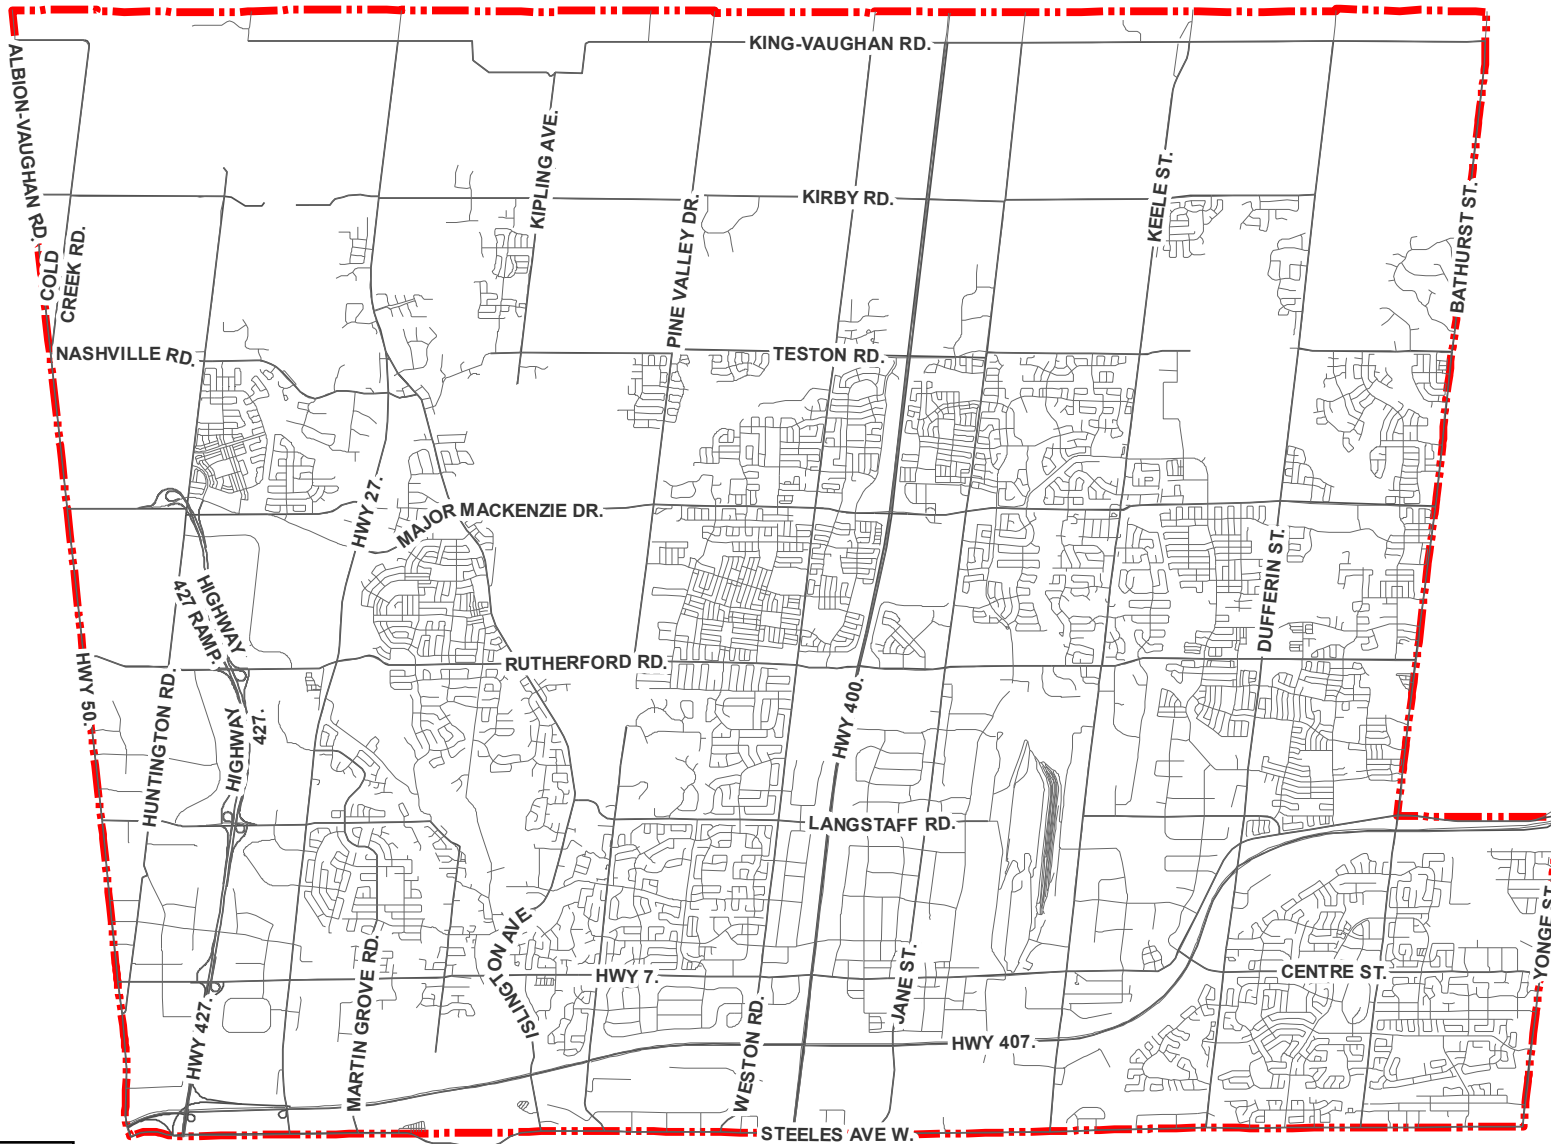 KING-VAUGHAN RD.
ALBION-VAUGHAN RD.
KIPLING AVE.
KEELE ST.
BATHURST ST.
KIRBY RD.
PINE VALLEY DR.
COLD
CREEK RD.
NASHVILLE RD.
TESTON RD.
HWY 27.
MAJOR MACKENZIE DR.
DUFFERIN ST.
HIGHWAY
427 RAMP.
RUTHERFORD RD.
HWY 50.
HUNTINGTON RD.
HIGHWAY
427.
HWY 400.
LANGSTAFF RD.
ISLINGTON AVE
YONGE ST.
MARTIN GROVE RD.
HWY 7.
JANE ST.
CENTRE ST.
HWY 427.
WESTON RD.
HWY 407.
STEELES AVE W.